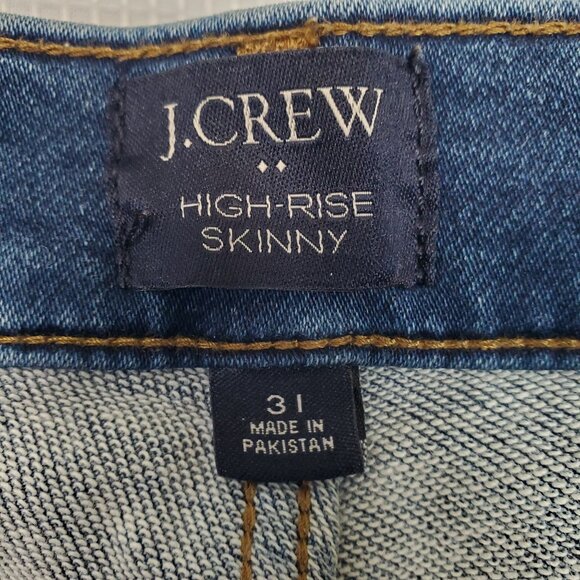 J.CREW
HIGH-RISE
SKINNY
31
MADE IN
PAKISTAN